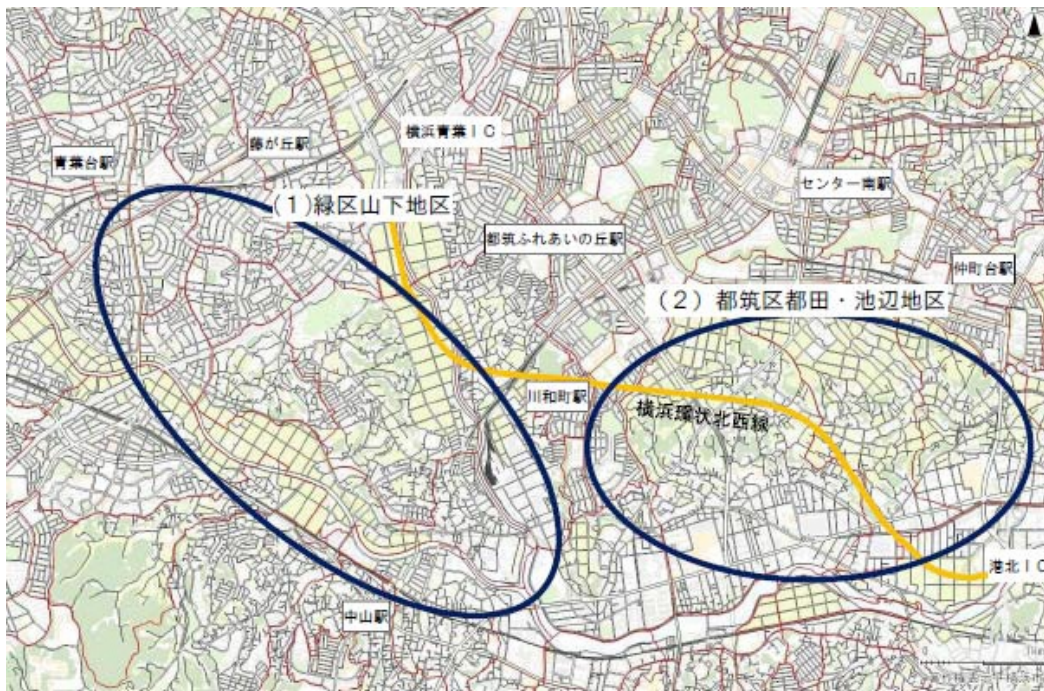 横浜青葉IC
藤が丘駅
青葉台駅
(1)緑区山下地区
センター南駅
都筑ふれあいの丘駅
仲町台駅
(2)都筑区都田・池辺地区
川和町駅
横浜環状北西線
港北IC
中山駅
0